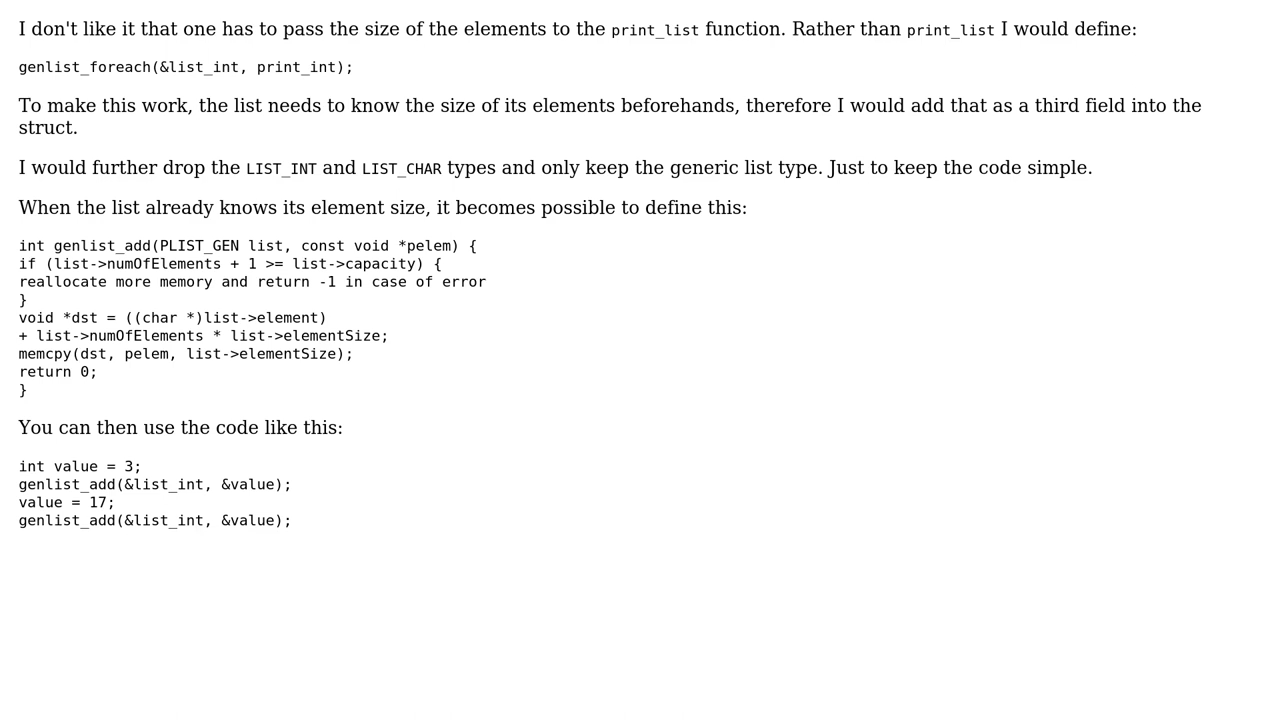 I don't like it that one has to pass the size of the elements to the print_list function. Rather than print_list I would define:
genlist_foreach(&list_int, print_int);
To make this work, the list needs to know the size of its elements beforehands, therefore I would add that as a third field into the
struct.
I would further drop the LIST_INT and LIST_CHAR types and only keep the generic list type. Just to keep the code simple.
When the list already knows its element size, it becomes possible to define this:
int genlist_add(PLIST_GEN list, const void *pelem) {
if (list->numOfElements + 1 >= list->capacity) {
reallocate more memory and return -1 in case of error
}
void *dst = ((char *)list->element)
+ list->numOfElements * list->elementSize;
memcpy(dst, pelem, list->elementSize);
return 0;
}
You can then use the code like this:
int value = 3;
genlist_add(&list_int, &value);
value = 17;
genlist_add(&list_int, &value);